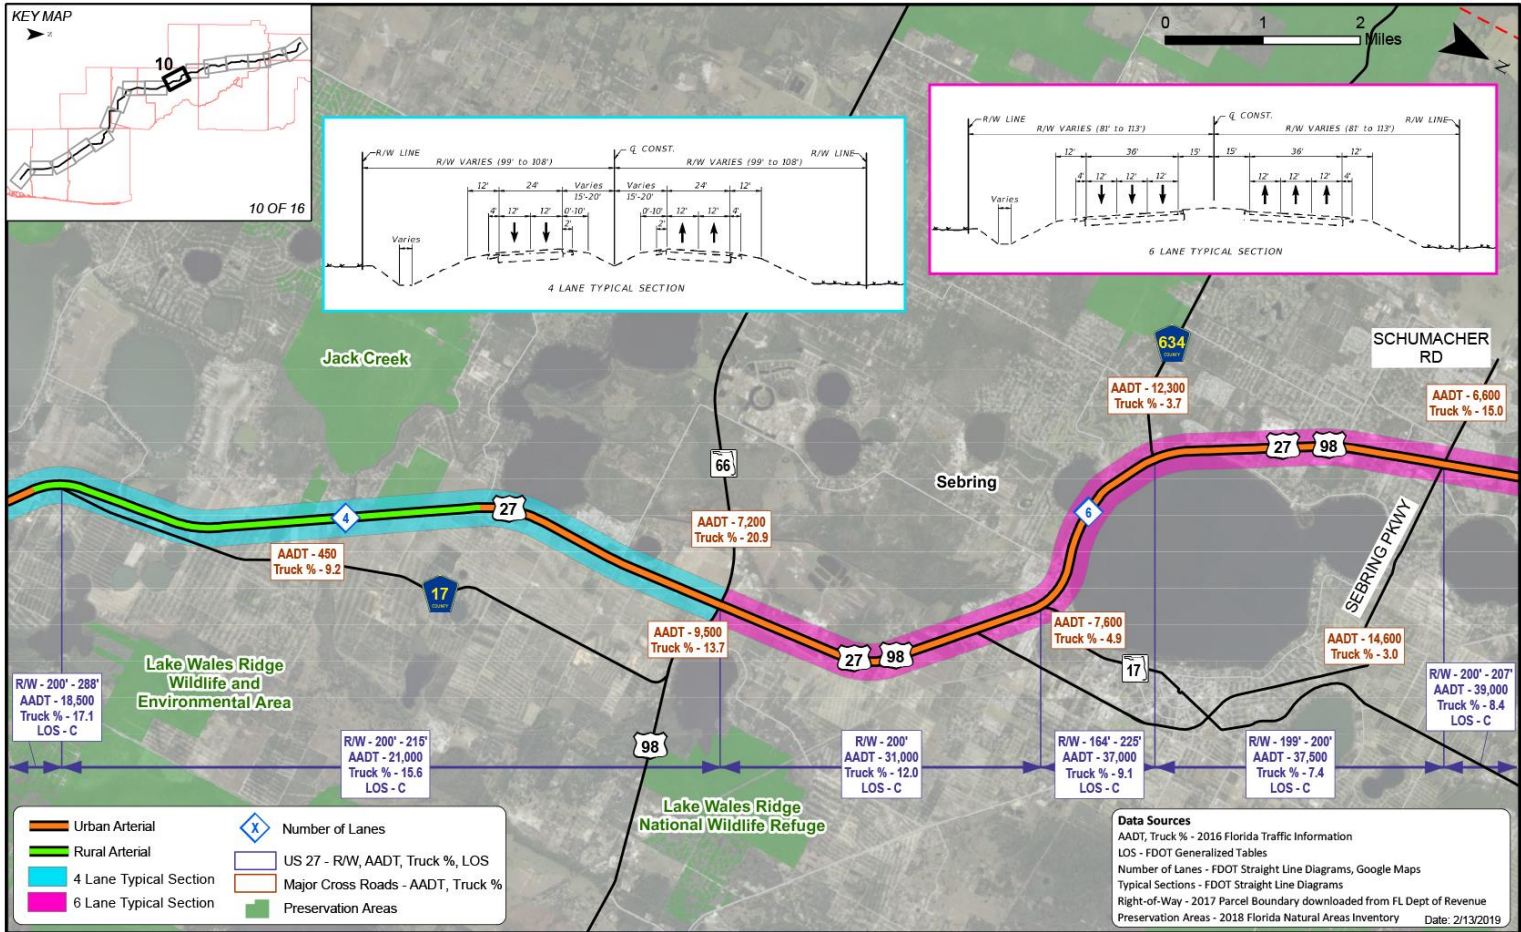 KEY MAP
N
10
10 OF 16
0 1 2
Miles
N
R/W LINE
℄ CONST.
R/W LINE
R/W VARIES (99' to 108')
R/W VARIES (99' to 108')
12'
24'
Varies
15'-20'
Varies
15'-20'
24'
12'
4'
12'
12'
0'-10'
2'
0'-10'
2'
12'
12'
4'
Varies
4 LANE TYPICAL SECTION
R/W LINE
℄ CONST.
R/W LINE
R/W VARIES (81' to 113')
R/W VARIES (81' to 113')
12'
36'
15'
15'
36'
12'
4'
12'
12'
12'
12'
12'
12'
4'
Varies
6 LANE TYPICAL SECTION
Jack Creek
634
COUNTY
SCHUMACHER
RD
AADT - 12,300
Truck % - 3.7
AADT - 6,600
Truck % - 15.0
27
98
66
Sebring
4
27
6
AADT - 7,200
Truck % - 20.9
AADT - 450
Truck % - 9.2
17
COUNTY
SEBRING PKWY
AADT - 9,500
Truck % - 13.7
AADT - 7,600
Truck % - 4.9
AADT - 14,600
Truck % - 3.0
27
98
17
Lake Wales Ridge
Wildlife and
Environmental Area
R/W - 200' - 288'
AADT - 18,500
Truck % - 17.1
LOS - C
R/W - 200' - 207'
AADT - 39,000
Truck % - 8.4
LOS - C
98
R/W - 200' - 215'
AADT - 21,000
Truck % - 15.6
LOS - C
R/W - 200'
AADT - 31,000
Truck % - 12.0
LOS - C
R/W - 164' - 225'
AADT - 37,000
Truck % - 9.1
LOS - C
R/W - 199' - 200'
AADT - 37,500
Truck % - 7.4
LOS - C
Lake Wales Ridge
National Wildlife Refuge
Urban Arterial
Rural Arterial
4 Lane Typical Section
6 Lane Typical Section
X
Number of Lanes
US 27 - R/W, AADT, Truck %, LOS
Major Cross Roads - AADT, Truck %
Preservation Areas
Data Sources
AADT, Truck % - 2016 Florida Traffic Information
LOS - FDOT Generalized Tables
Number of Lanes - FDOT Straight Line Diagrams, Google Maps
Typical Sections - FDOT Straight Line Diagrams
Right-of-Way - 2017 Parcel Boundary downloaded from FL Dept of Revenue
Preservation Areas - 2018 Florida Natural Areas Inventory
Date: 2/13/2019